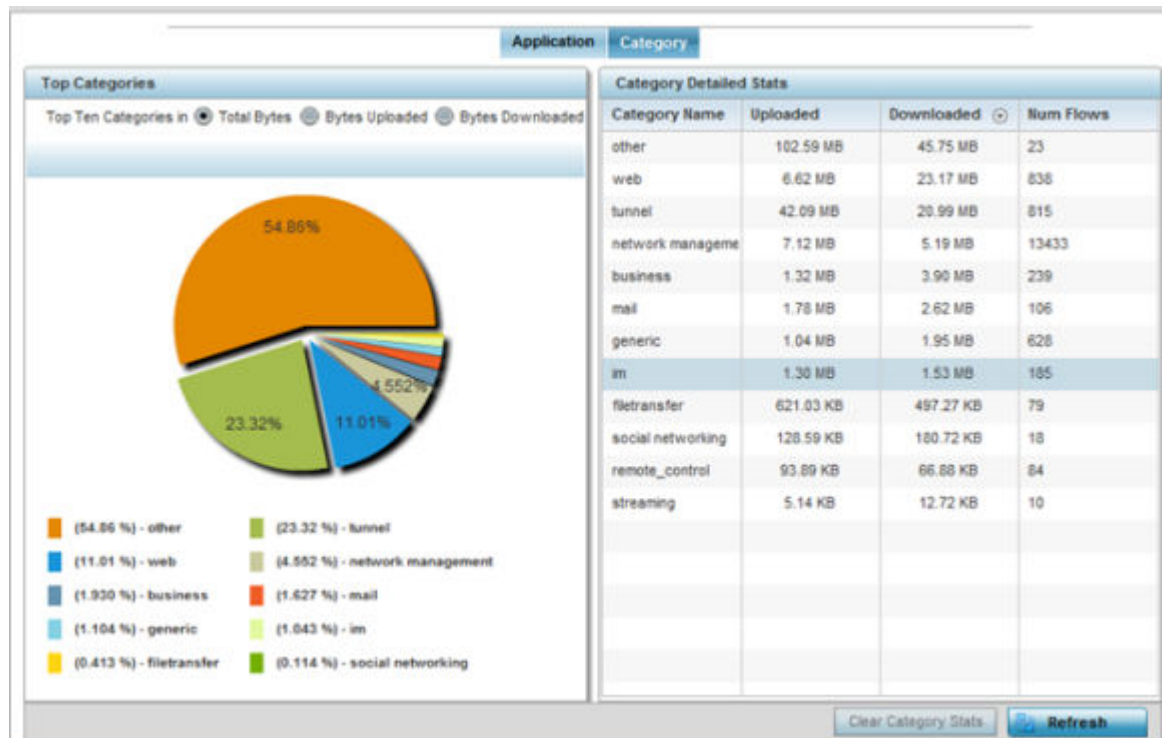 Application Category
Top Categories
Top Ten Categories in Total Bytes Bytes Uploaded Bytes Downloaded
54.86%
4.552%
23.32%
11.01%
(54.86 %) - other
(23.32 %) - tunnel
(11.01 %) - web
(4.552 %) - network management
(1.930 %) - business
(1.627 %) - mail
(1.104 %) - generic
(1.043 %) - im
(0.413 %) - filetransfer
(0.114 %) - social networking
Category Detailed Stats
Category Name Uploaded Downloaded Num Flows
other 102.59 MB 45.75 MB 23
web 6.62 MB 23.17 MB 838
tunnel 42.09 MB 20.99 MB 815
network manageme 7.12 MB 5.19 MB 13433
business 1.32 MB 3.90 MB 239
mail 1.78 MB 2.62 MB 106
generic 1.04 MB 1.95 MB 628
im 1.30 MB 1.53 MB 185
filetransfer 621.03 KB 497.27 KB 79
social networking 128.59 KB 180.72 KB 18
remote_control 93.89 KB 66.88 KB 84
streaming 5.14 KB 12.72 KB 10
Clear Category Stats Refresh